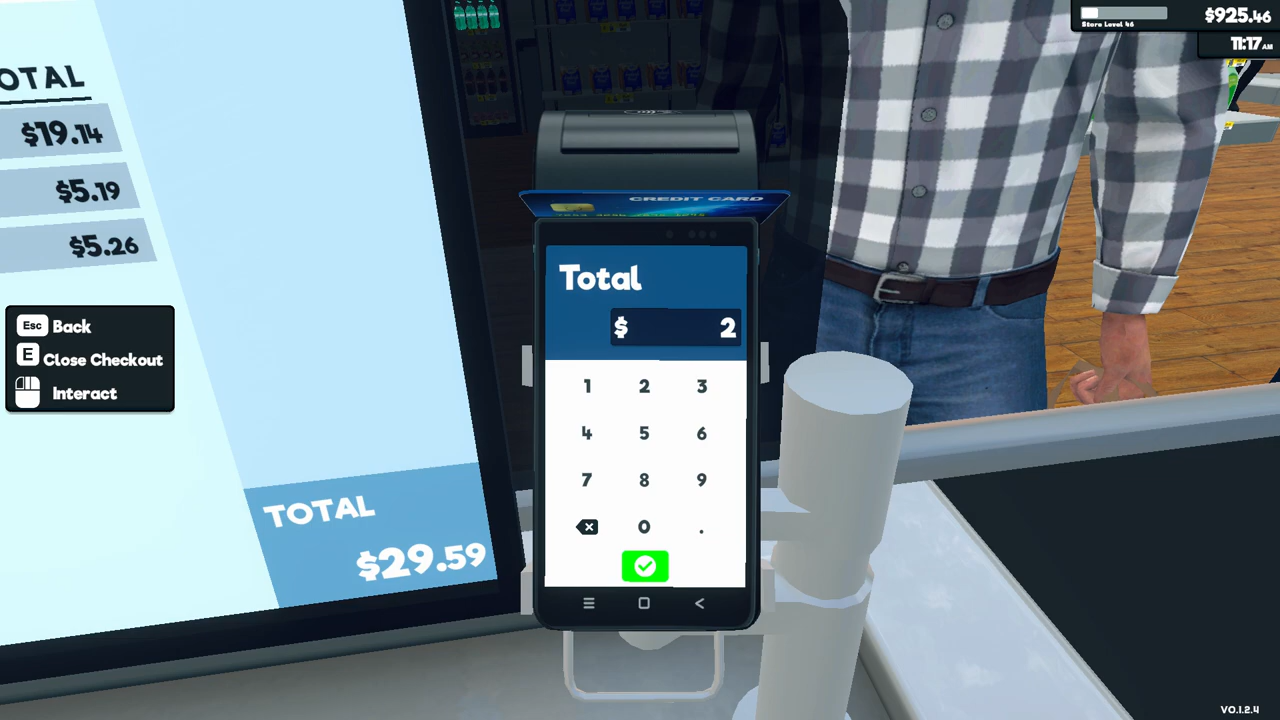 $925.46
Store Level 46
11:17 AM
OTAL
$19.14
$5.19
$5.26
Esc Back
E Close Checkout
Interact
TOTAL
$29.59
CREDIT CARD
Total
$ 2
1 2 3
4 5 6
7 8 9
0 .
V0.1.2.4